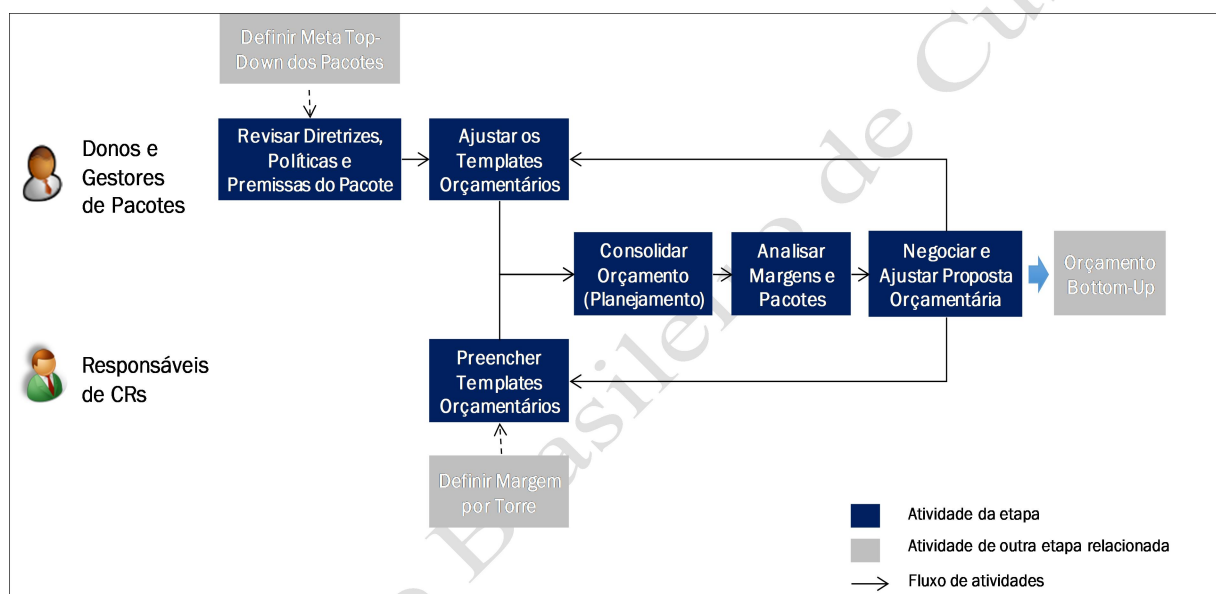 Definir Meta Top-
Down dos Pacotes
Donos e
Gestores
de Pacotes
Revisar Diretrizes,
Políticas e
Premissas do Pacote
Ajustar os
Templates
Orçamentários
Consolidar
Orçamento
(Planejamento)
Analisar
Margens e
Pacotes
Negociar e
Ajustar Proposta
Orçamentária
Orçamento
Bottom-Up
Responsáveis
de CRs
Preencher
Templates
Orçamentários
Definir Margem
por Torre
Atividade da etapa
Atividade de outra etapa relacionada
Fluxo de atividades